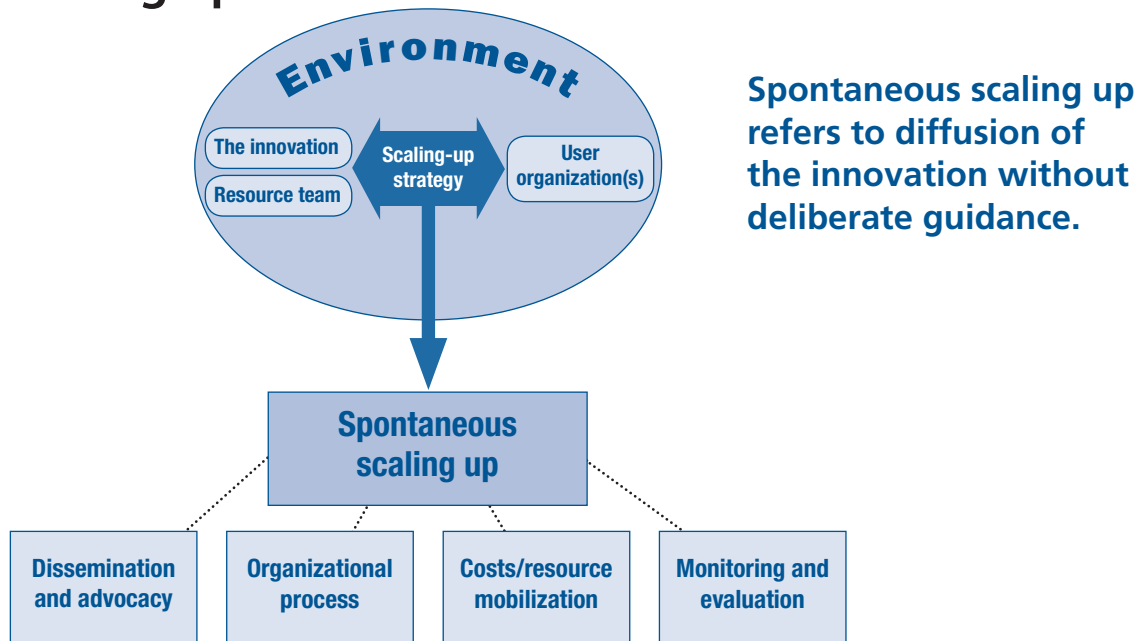 Environment
The innovation
Resource team
Scaling-up
strategy
User
organization(s)
Spontaneous scaling up
refers to diffusion of
the innovation without
deliberate guidance.
Spontaneous
scaling up
Dissemination
and advocacy
Organizational
process
Costs/resource
mobilization
Monitoring and
evaluation